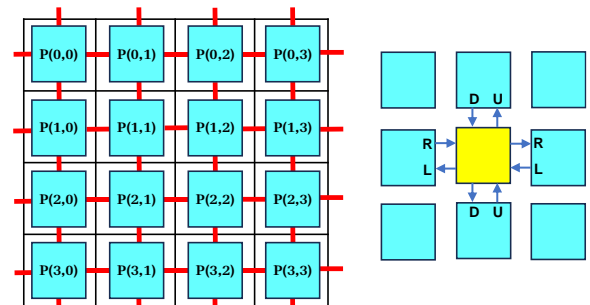 P(0,0) P(0,1) P(0,2) P(0,3)
P(1,0) P(1,1) P(1,2) P(1,3)
P(2,0) P(2,1) P(2,2) P(2,3)
P(3,0) P(3,1) P(3,2) P(3,3)
D U
R R
L L
D U